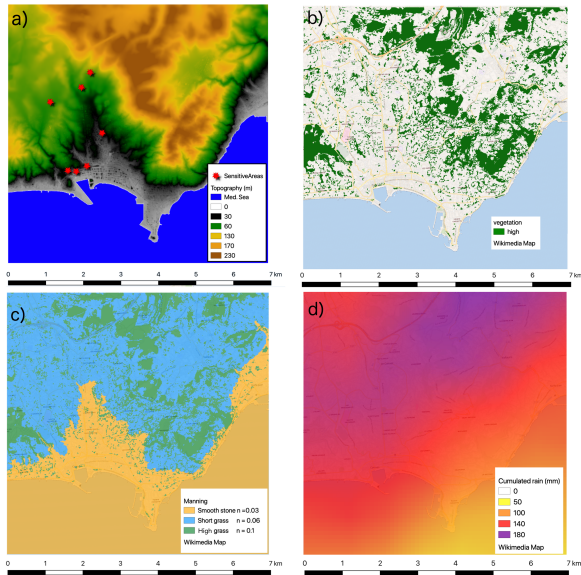 a)
SensitiveAreas
Topography (m)
Med. Sea
0
30
60
130
170
230
0 1 2 3 4 5 6 7 km
b)
vegetation
high
Wikimedia Map
0 1 2 3 4 5 6 7 km
c)
Manning
Smooth stone n =0.03
Short grass n = 0.06
High grass n = 0.1
Wikimedia Map
0 1 2 3 4 5 6 7 km
d)
Cumulated rain (mm)
0
50
100
140
180
Wikimedia Map
0 1 2 3 4 5 6 7 km